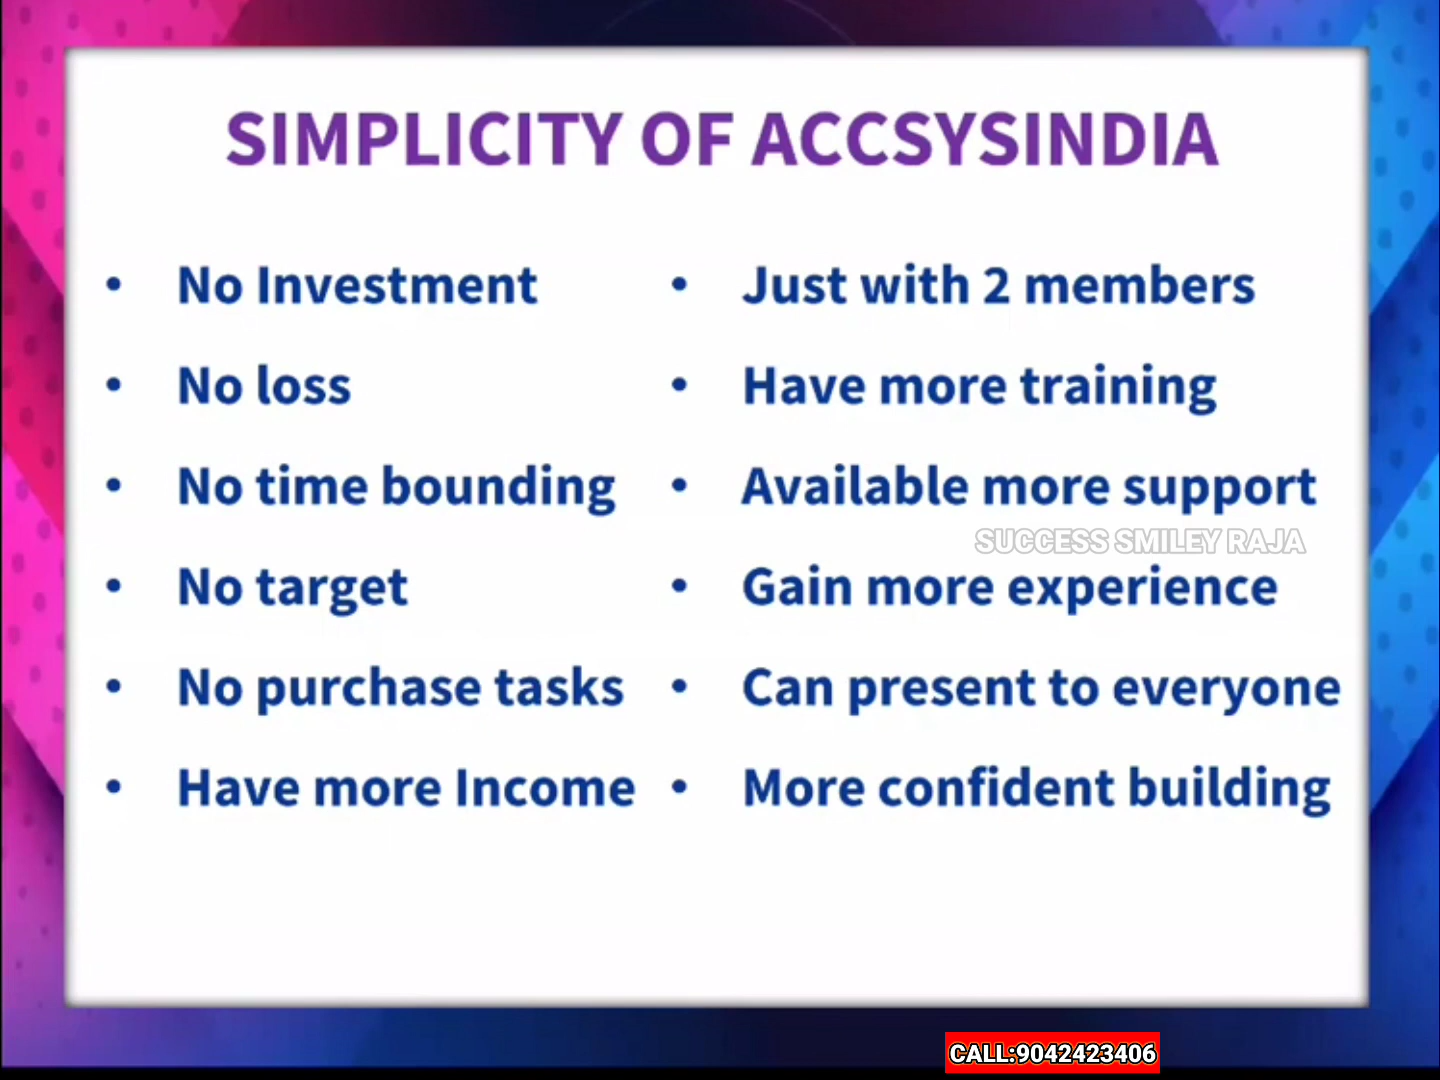 SIMPLICITY OF ACCSYSINDIA
• No Investment
• No loss
• No time bounding
• No target
• No purchase tasks
• Have more Income
• Just with 2 members
• Have more training
• Available more support
SUCCESS SMILEY RAJA
• Gain more experience
• Can present to everyone
• More confident building
CALL:9042423406